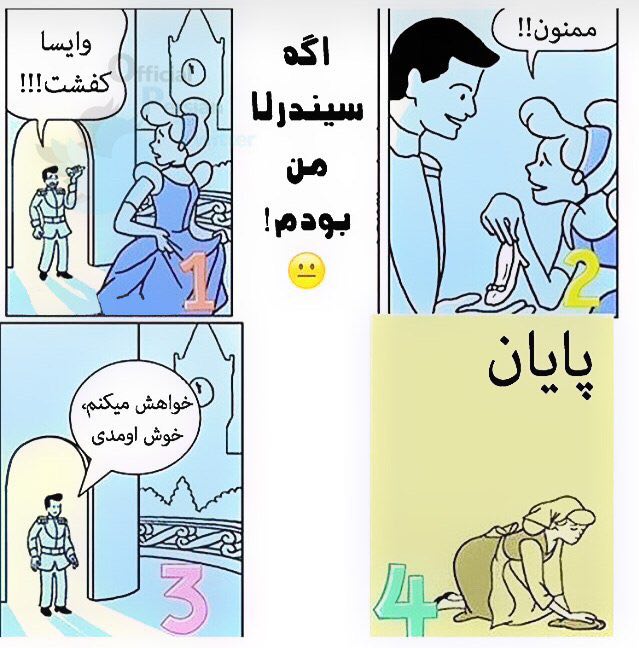 وایسا
کفشت!!!
1
اگه
سیندرلا
من
بودم!
😐
ممنون!!
2
خواهش میکنم,
خوش اومدی
3
پایان
4